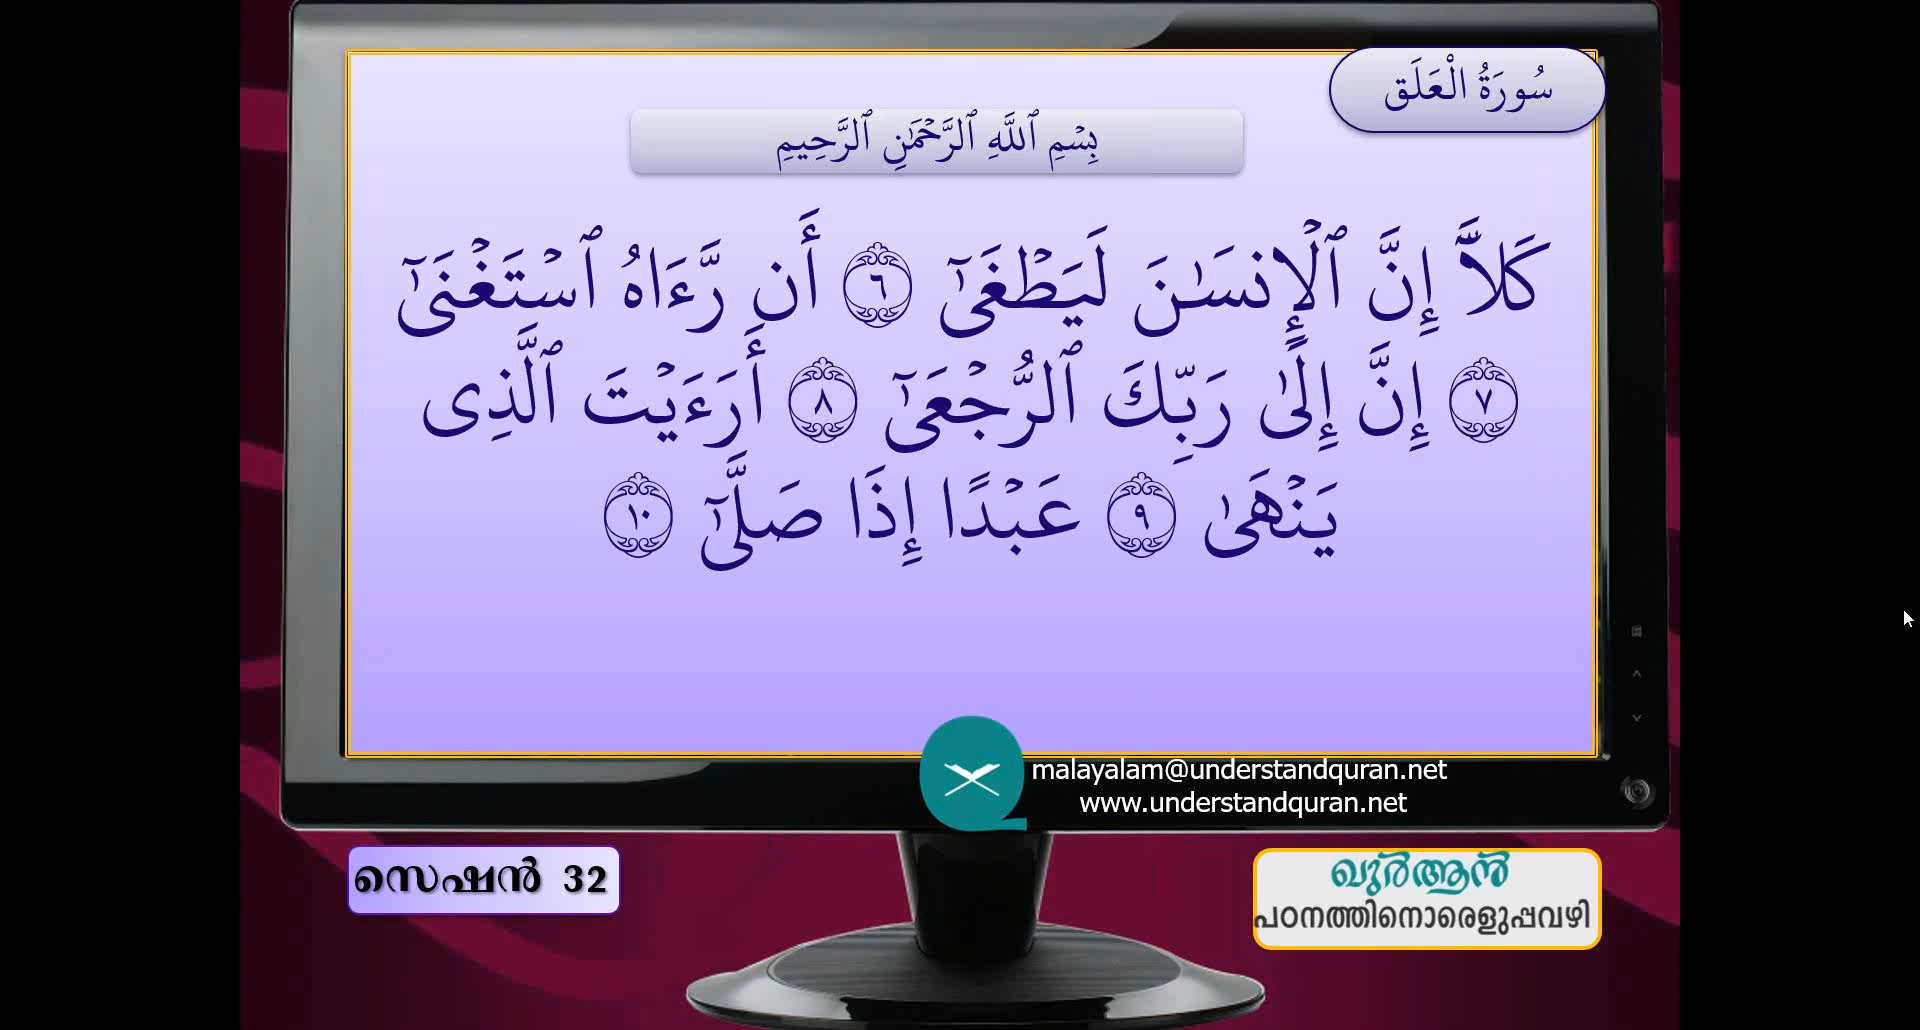 سُورَةُ الْعَلَق
بِسْمِ ٱللَّهِ ٱلرَّحْمَٰنِ ٱلرَّحِيمِ
كَلَّآ إِنَّ ٱلْإِنسَٰنَ لَيَطْغَىٰٓ ٦ أَن رَّءَاهُ ٱسْتَغْنَىٰٓ
٧ إِنَّ إِلَىٰ رَبِّكَ ٱلرُّجْعَىٰٓ ٨ أَرَءَيْتَ ٱلَّذِى
يَنْهَىٰ ٩ عَبْدًا إِذَا صَلَّىٰٓ ١٠
malayalam@understandquran.net
www.understandquran.net
സെഷൻ 32
ഖുർആൻ
പഠനത്തിനൊരെളുപ്പവഴി